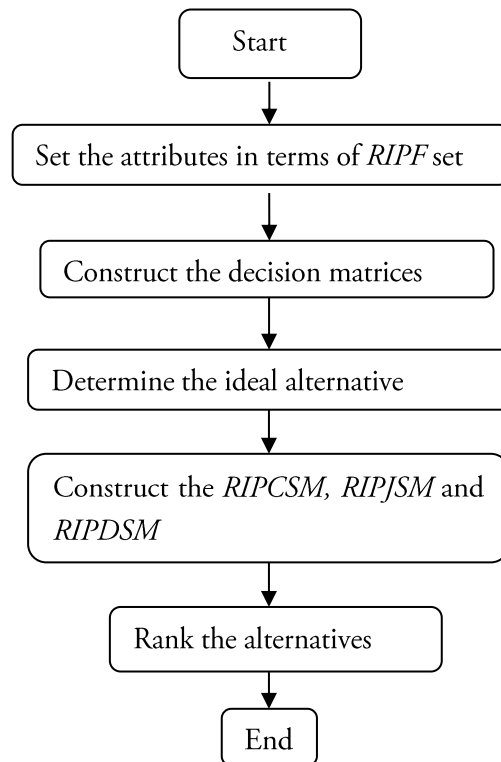 Start
Set the attributes in terms of RIPF set
Construct the decision matrices
Determine the ideal alternative
Construct the RIPCSM, RIPJSM and
RIPDSM
Rank the alternatives
End